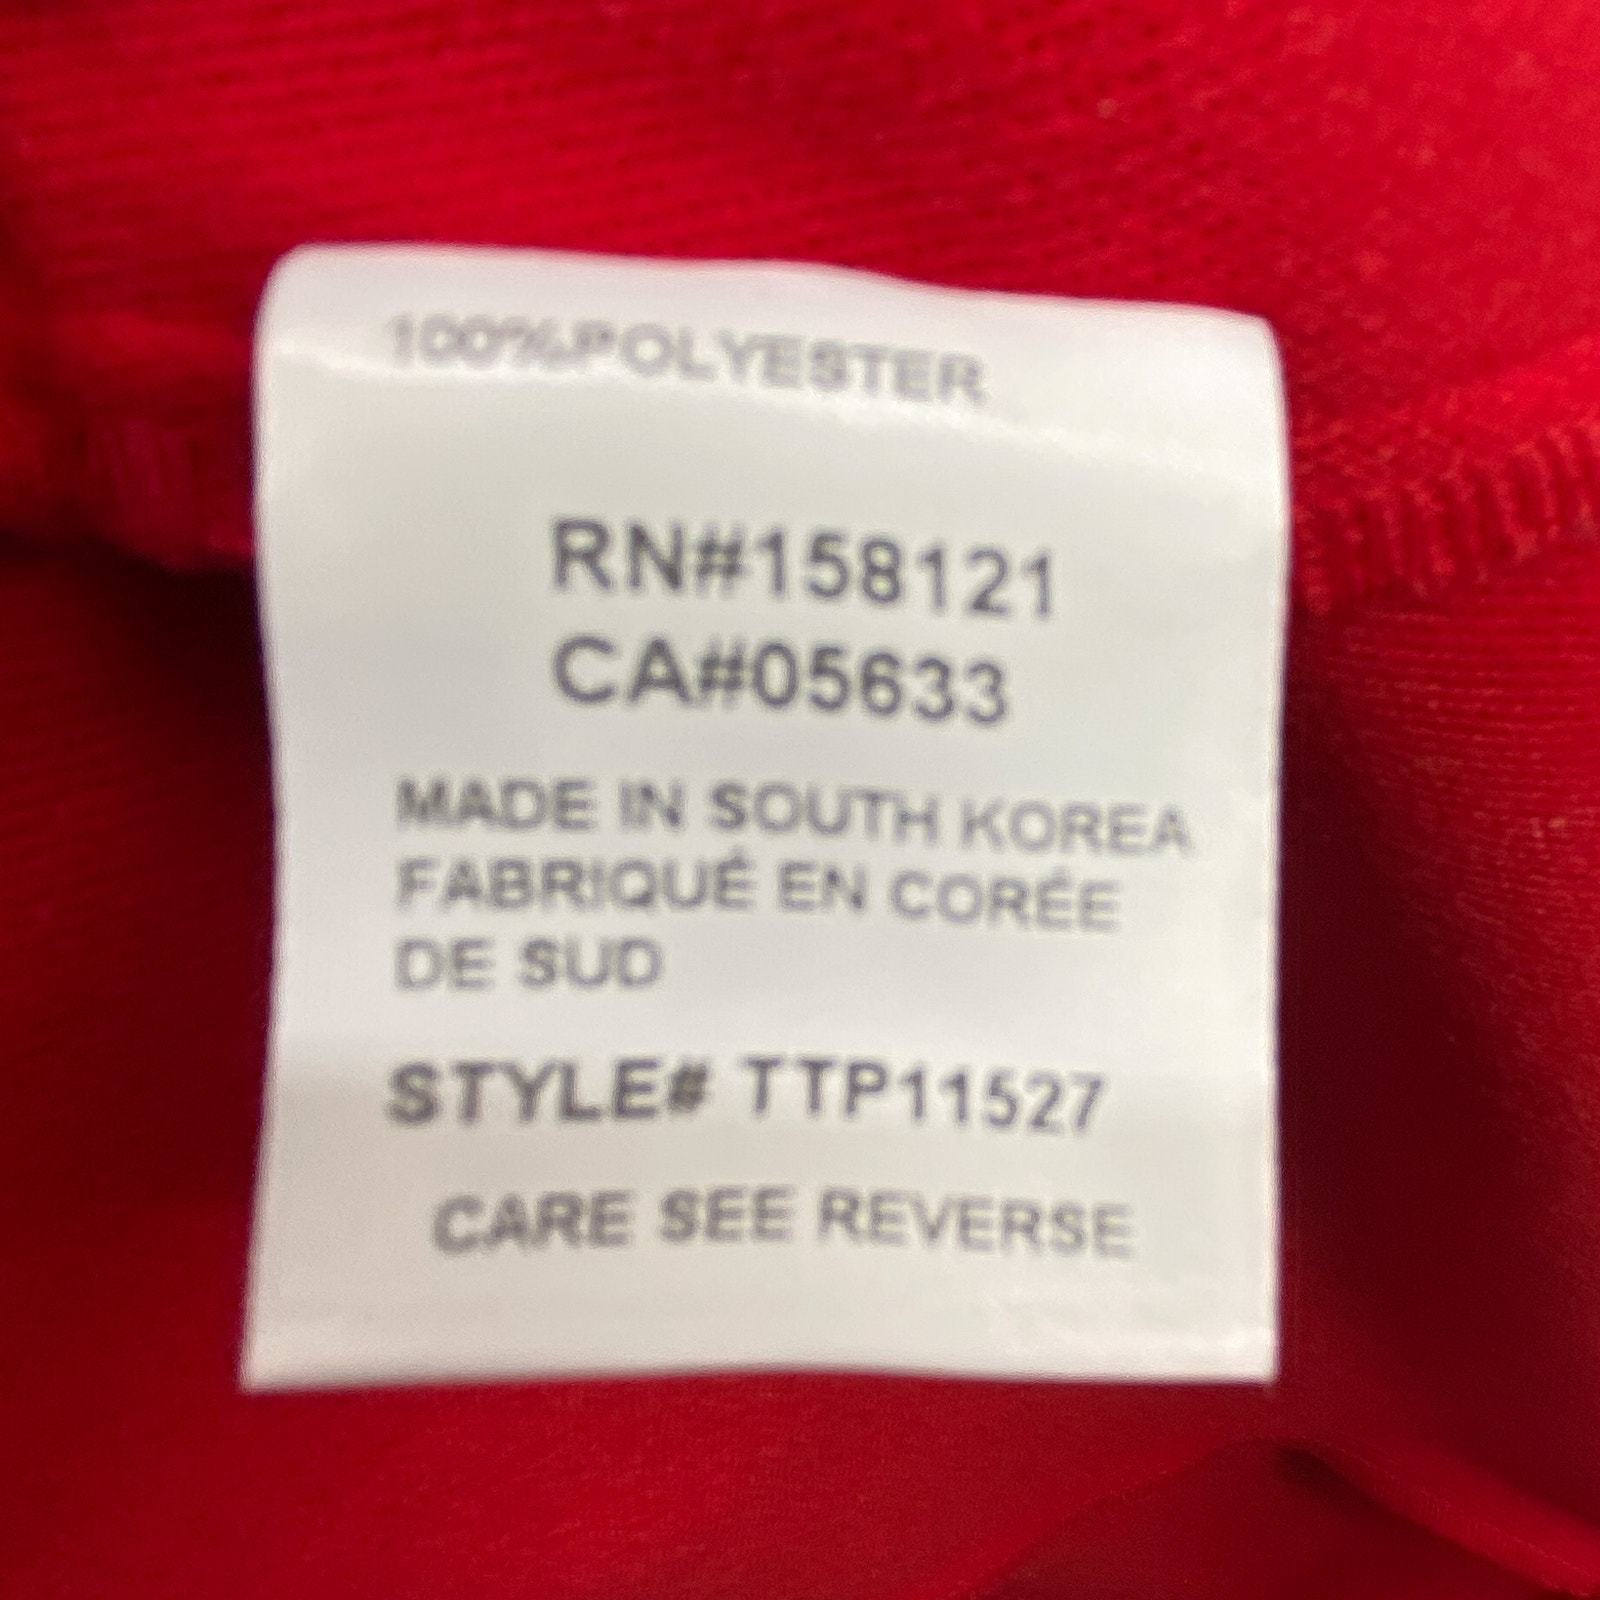 100%POLYESTER
RN#158121
CA#05633
MADE IN SOUTH KOREA
FABRIQUÉ EN CORÉE
DE SUD
STYLE# TTP11527
CARE SEE REVERSE